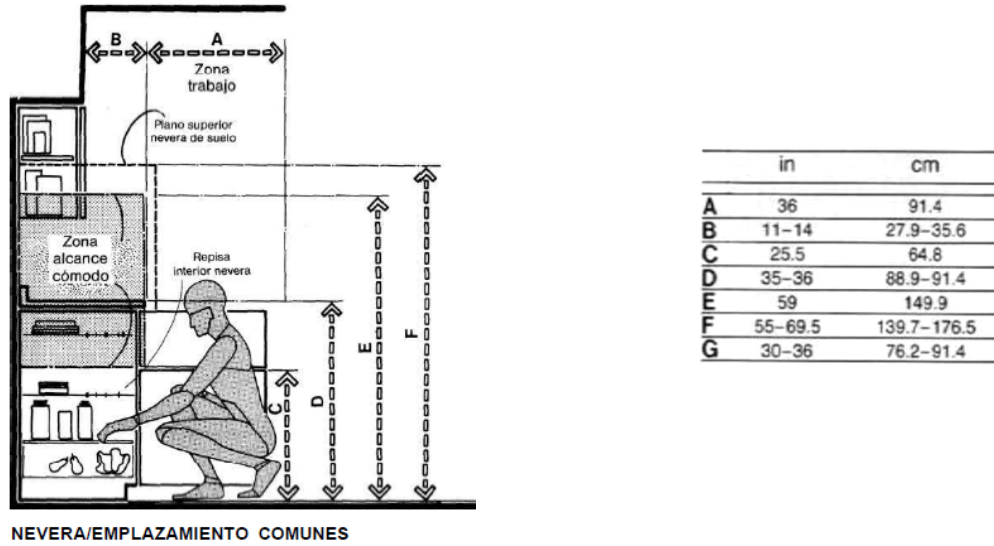 B A
Zona
trabajo
Plano superior
nevera de suelo
Zona
alcance
cómodo
Repisa
interior nevera
F
E
D
C
NEVERA/EMPLAZAMIENTO COMUNES
in cm
A 36 91.4
B 11–14 27.9–35.6
C 25.5 64.8
D 35–36 88.9–91.4
E 59 149.9
F 55–69.5 139.7–176.5
G 30–36 76.2–91.4